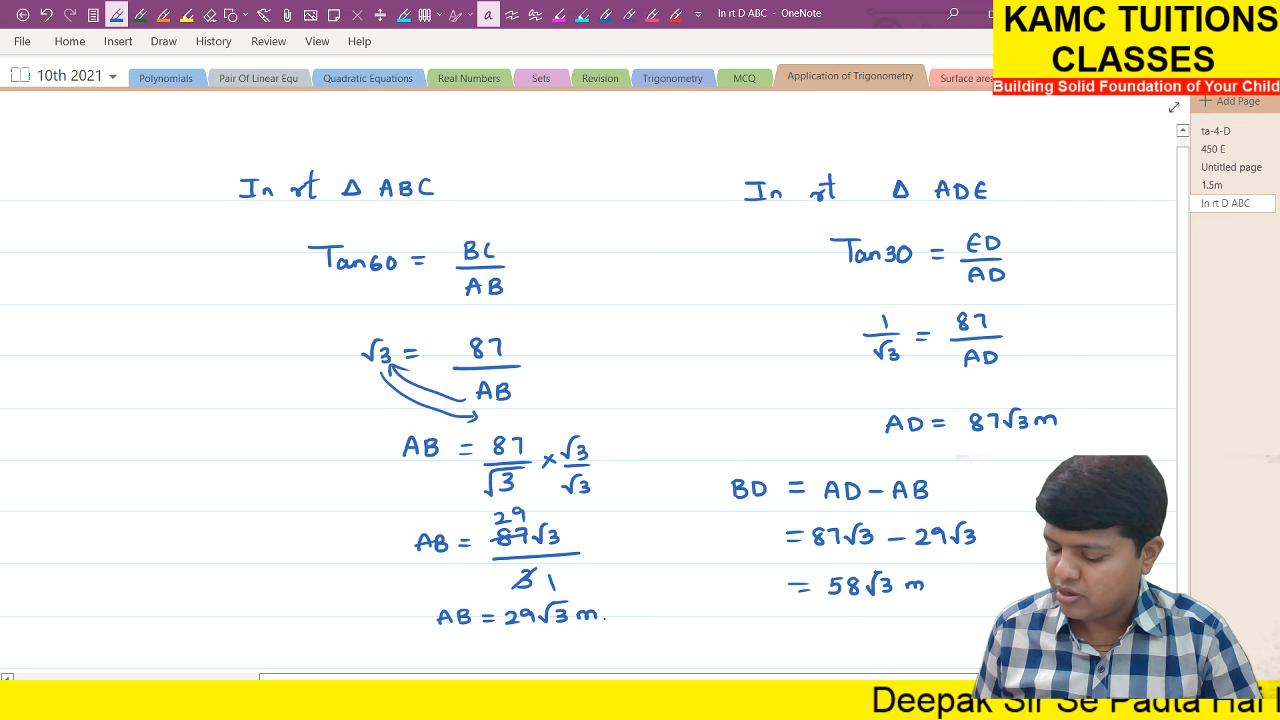 In rt D ABC - OneNote
File Home Insert Draw History Review View Help
10th 2021
Polynomials Pair Of Linear Equ Quadratic Equations Real Numbers Sets Revision Trigonometry MCQ Application of Trigonometry Surface area
KAMC TUITIONS
CLASSES
Building Solid Foundation of Your Child
Add Page
ta-4-D
450 E
Untitled page
1.5m
In rt D ABC
In rt Δ ABC
Tan60 = BC / AB
√3 = 87 / AB
AB = 87 / √3 × √3 / √3
29
AB = 87√3 / 3 1
AB = 29√3 m.
In rt Δ ADE
Tan30 = ED / AD
1 / √3 = 87 / AD
AD = 87√3 m
BD = AD - AB
= 87√3 - 29√3
= 58√3 m
Deepak Sir Se Padta Hai